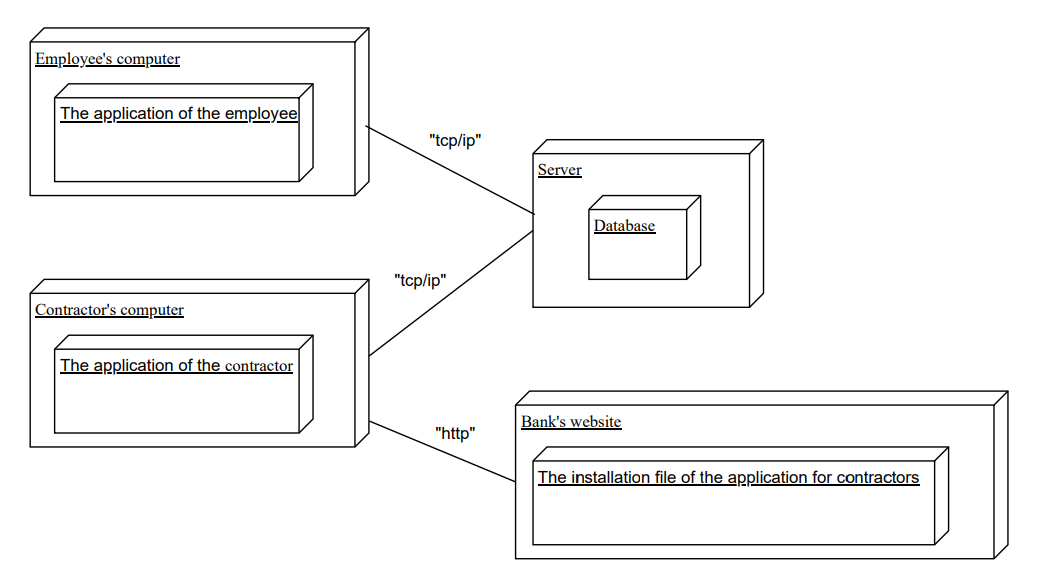 Employee's computer
The application of the employee
"tcp/ip"
Server
Database
"tcp/ip"
Contractor's computer
The application of the contractor
"http"
Bank's website
The installation file of the application for contractors